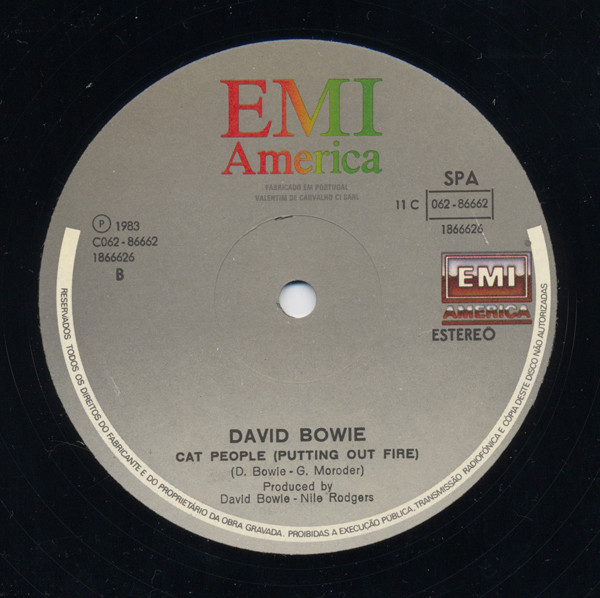 EMI
America
FABRICADO EM PORTUGAL
VALENTIM DE CARVALHO CI SARL
SPA
11 C 062-86662
1866626
Ⓟ 1983
C062-86662
1866626
B
EMI
AMERICA
ESTEREO
DAVID BOWIE
CAT PEOPLE (PUTTING OUT FIRE)
(D. Bowie - G. Moroder)
Produced by
David Bowie - Nile Rodgers
RESERVADOS TODOS OS DIREITOS DO FABRICANTE E DO PROPRIETÁRIO DA OBRA GRAVADA. PROIBIDAS A EXECUÇÃO PÚBLICA, TRANSMISSÃO RADIOFÓNICA E CÓPIA DESTE DISCO NÃO AUTORIZADAS